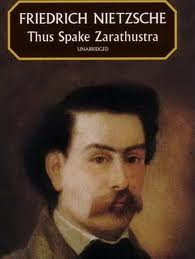 FRIEDRICH NIETZSCHE
Thus Spake Zarathustra
UNABRIDGED